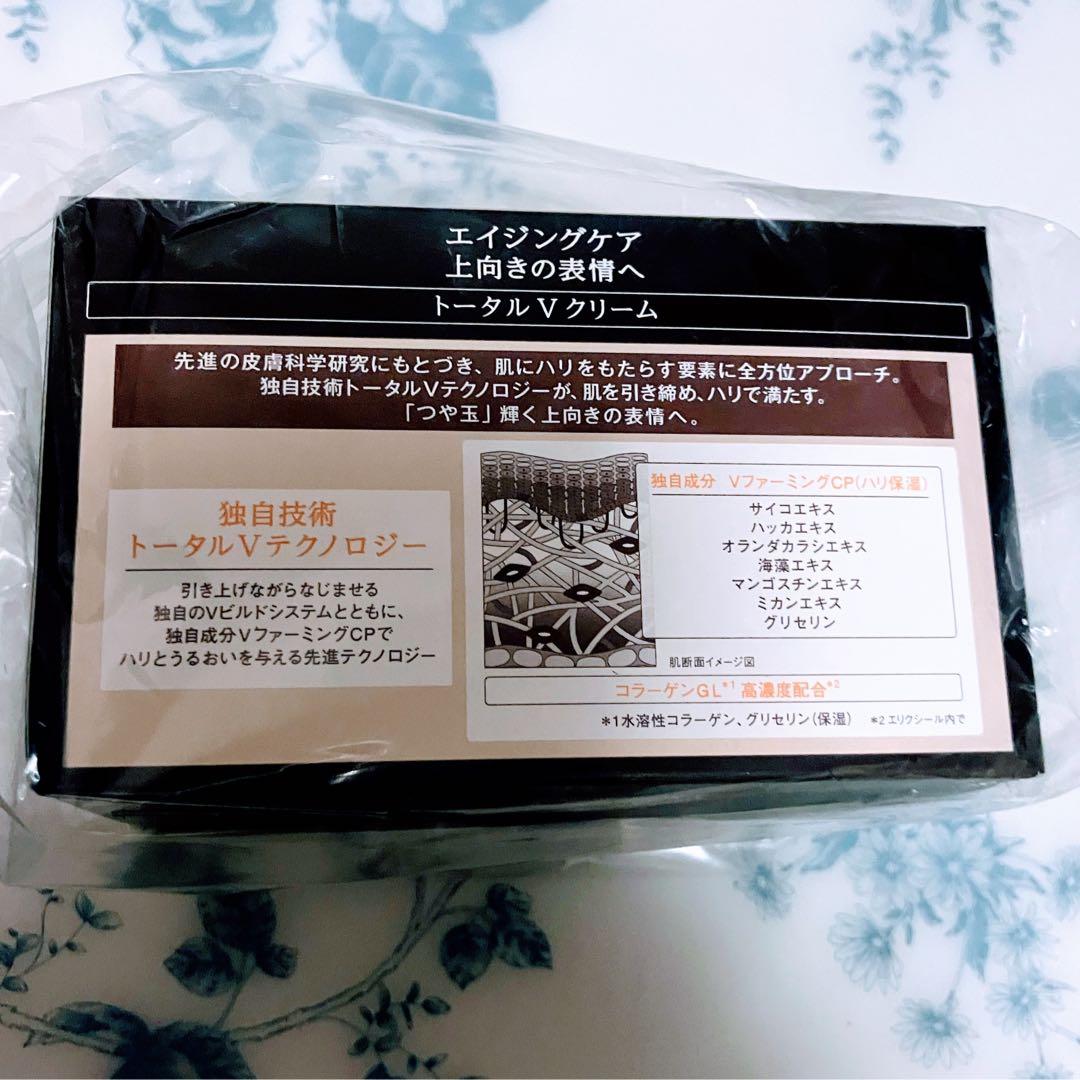 エイジングケア
上向きの表情へ
トータル V クリーム
先進の皮膚科学研究にもとづき、肌にハリをもたらす要素に全方位アプローチ。
独自技術トータルVテクノロジーが、肌を引き締め、ハリで満たす。
「つや玉」輝く上向きの表情へ。
独自技術
トータルVテクノロジー
引き上げながらなじませる
独自のVビルドシステムとともに、
独自成分VファーミングCPで
ハリとうるおいを与える先進テクノロジー
独自成分 VファーミングCP(ハリ保湿)
サイコエキス
ハッカエキス
オランダカラシエキス
海藻エキス
マンゴスチンエキス
ミカンエキス
グリセリン
肌断面イメージ図
コラーゲンGL*1 高濃度配合*2
*1水溶性コラーゲン、グリセリン(保湿) *2 エリクシール内で